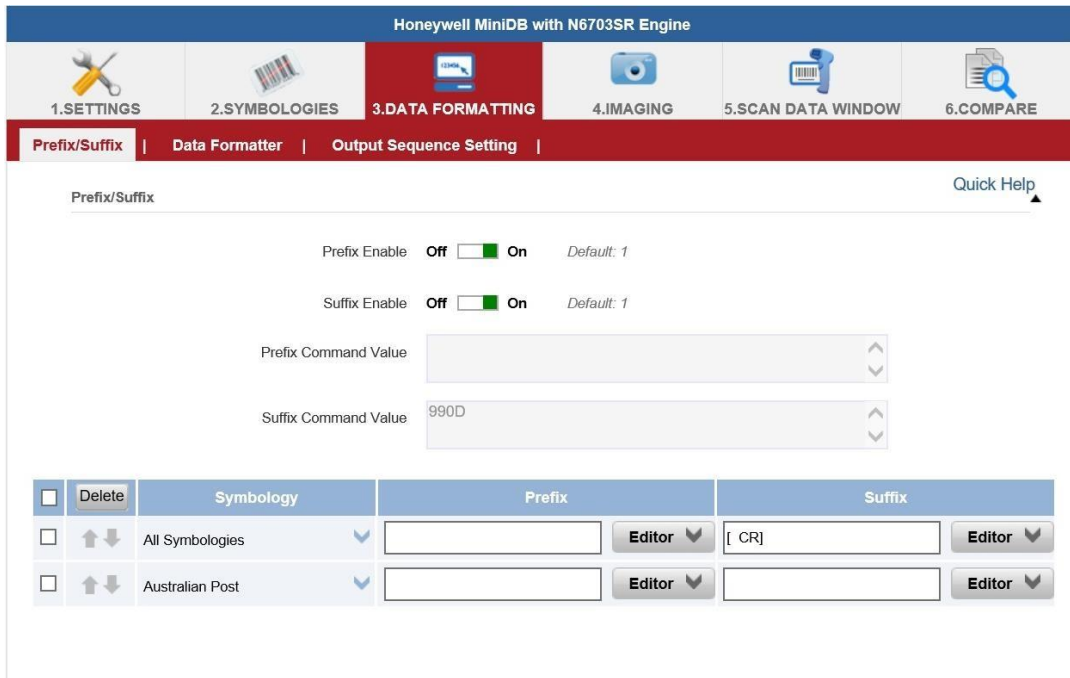 Honeywell MiniDB with N6703SR Engine
1.SETTINGS 2.SYMBOLOGIES 3.DATA FORMATTING 4.IMAGING 5.SCAN DATA WINDOW 6.COMPARE
Prefix/Suffix | Data Formatter | Output Sequence Setting |
Quick Help
Prefix/Suffix
Prefix Enable Off On Default: 1
Suffix Enable Off On Default: 1
Prefix Command Value
Suffix Command Value 990D
Delete Symbology Prefix Suffix
All Symbologies Editor [ CR] Editor
Australian Post Editor Editor